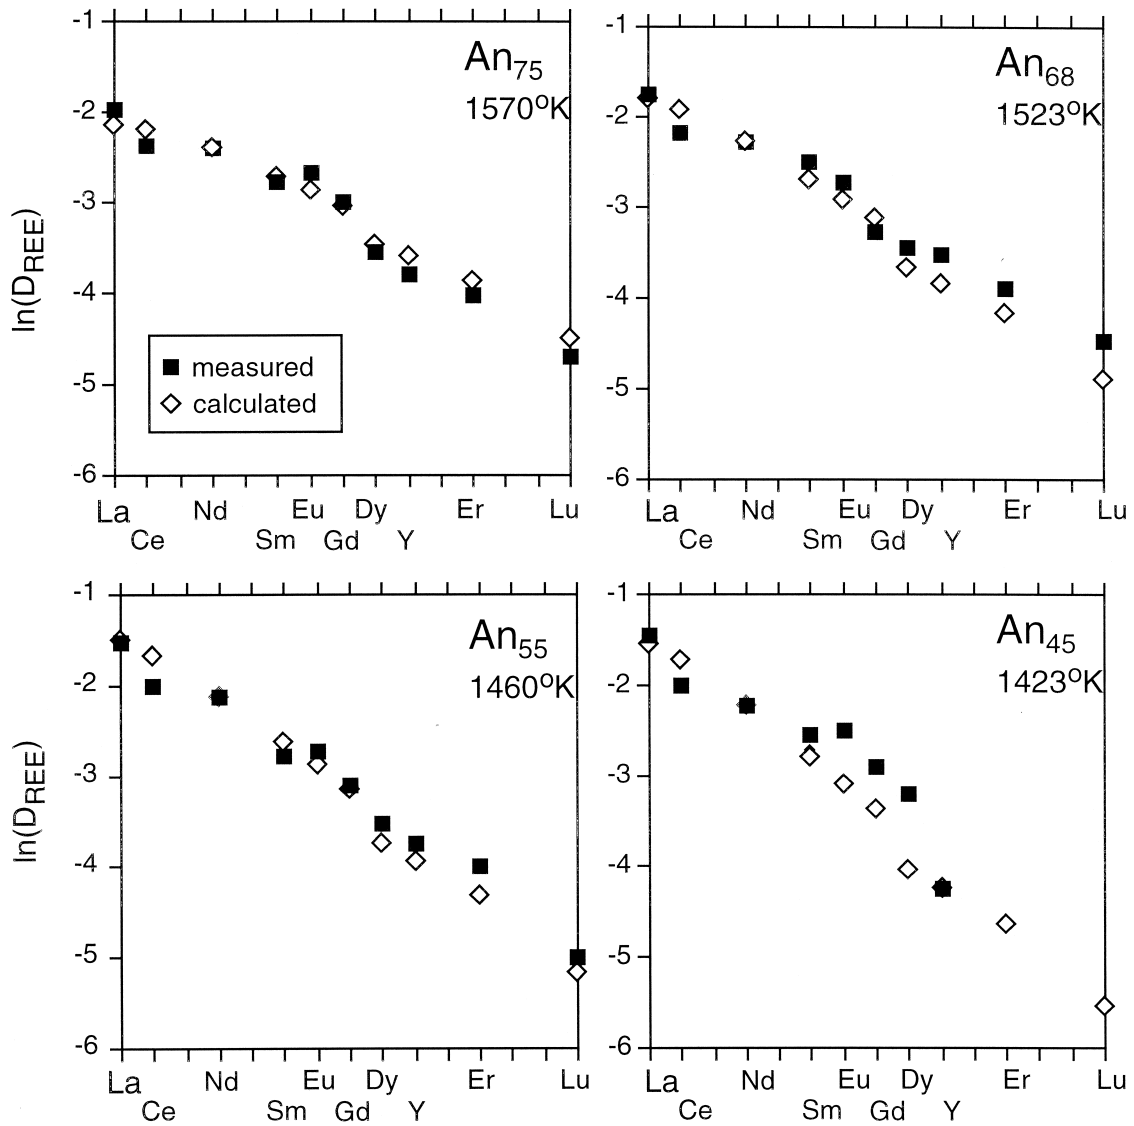 An75
1570oK
ln(DREE)
-1
-2
-3
-4
-5
-6
measured
calculated
La Nd Eu Dy Er Lu
Ce Sm Gd Y
An68
1523oK
-1
-2
-3
-4
-5
-6
La Nd Eu Dy Er Lu
Ce Sm Gd Y
An55
1460oK
ln(DREE)
-1
-2
-3
-4
-5
-6
La Nd Eu Dy Er Lu
Ce Sm Gd Y
An45
1423oK
-1
-2
-3
-4
-5
-6
La Nd Eu Dy Er Lu
Ce Sm Gd Y